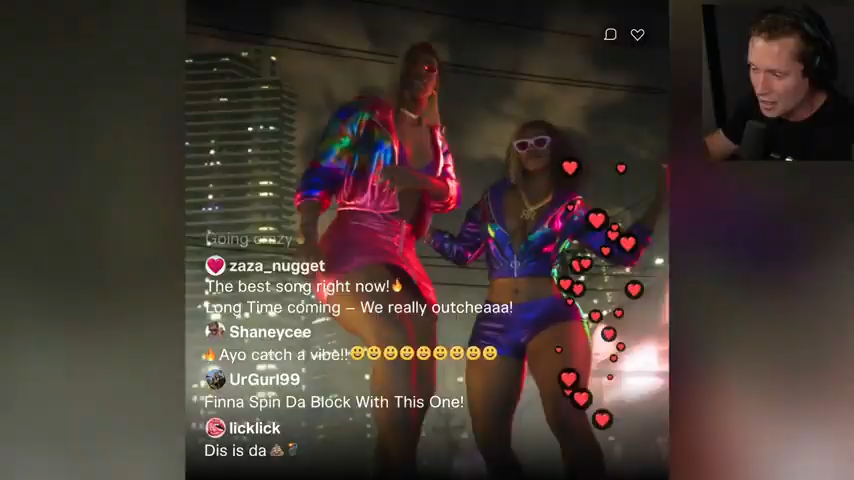 Going crazy
zaza_nugget
The best song right now!🔥
Long Time coming – We really outcheaaa!
Shaneycee
🔥Ayo catch a vibe!!😀😀😀😀😀😀😀😀😀
UrGurl99
Finna Spin Da Block With This One!
licklick
Dis is da💩💣